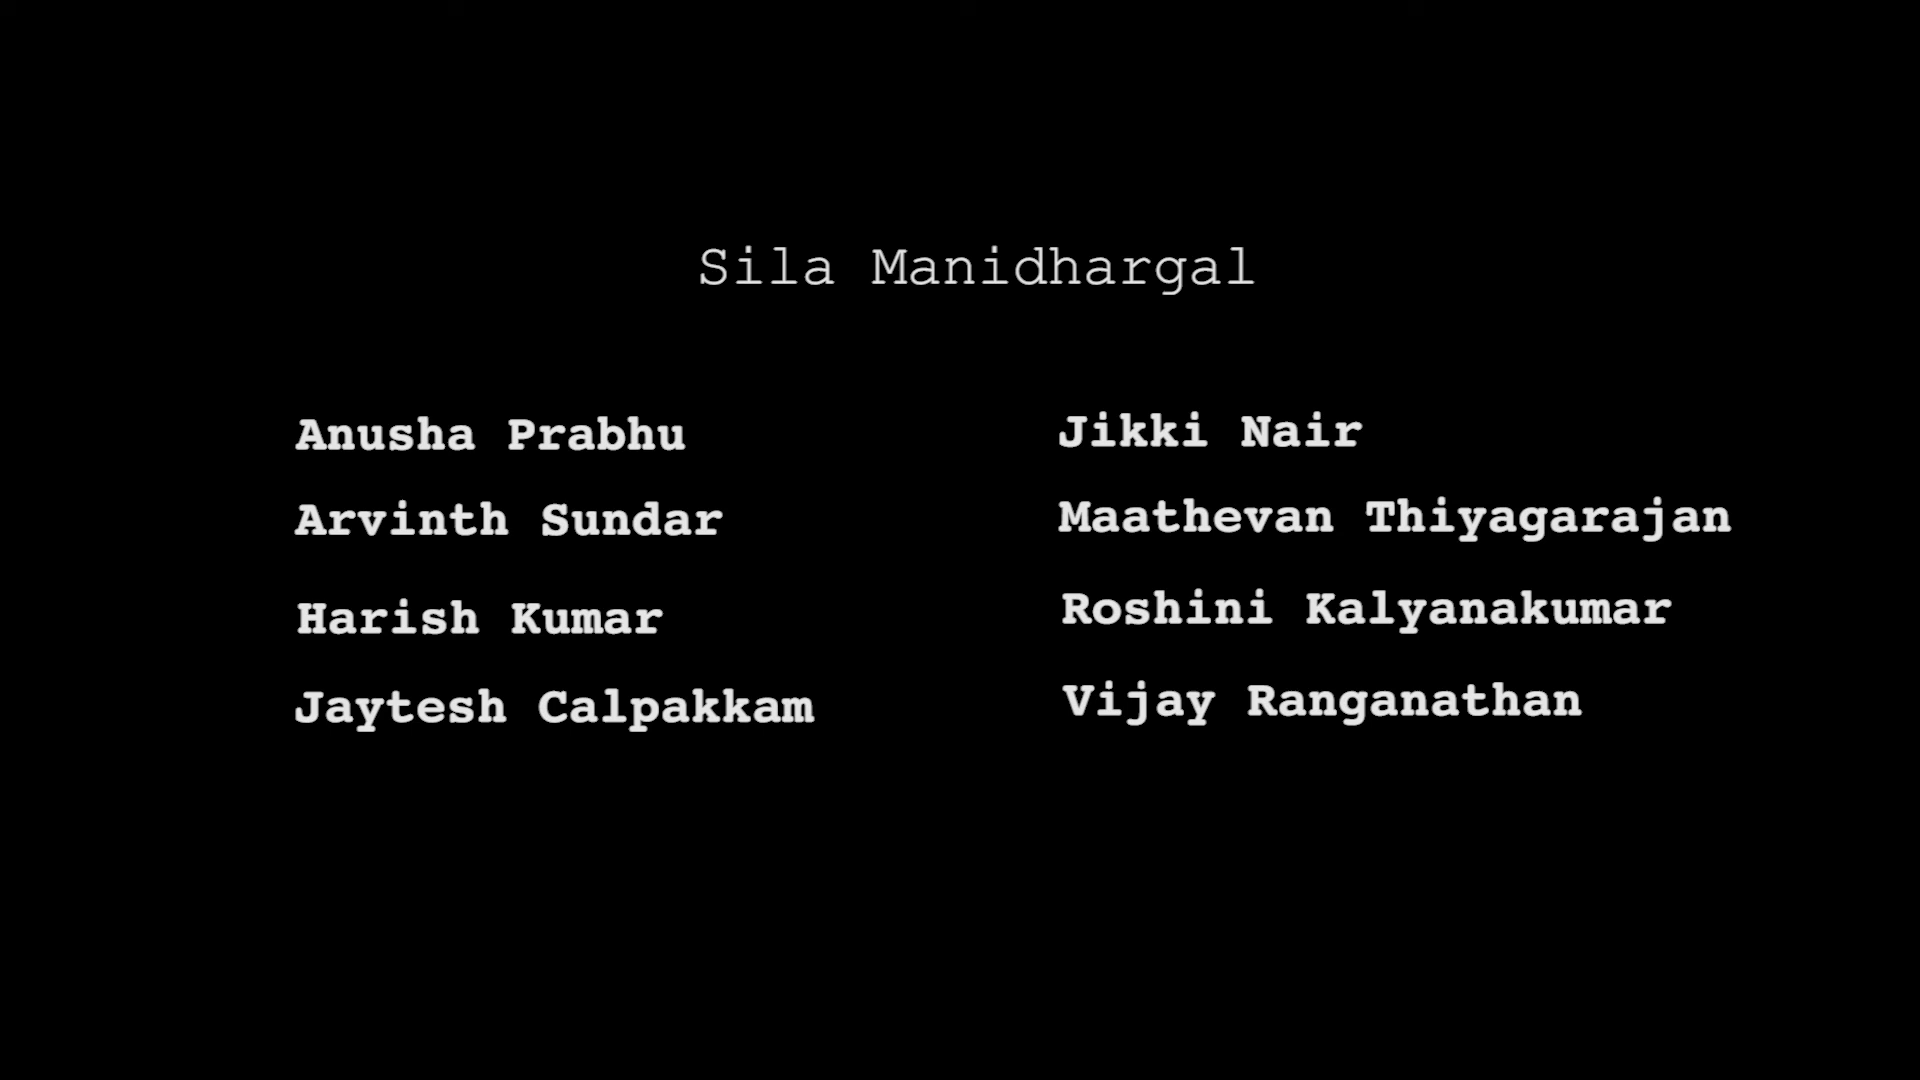 Sila Manidhargal
Anusha Prabhu
Arvinth Sundar
Harish Kumar
Jaytesh Calpakkam
Jikki Nair
Maathevan Thiyagarajan
Roshini Kalyanakumar
Vijay Ranganathan